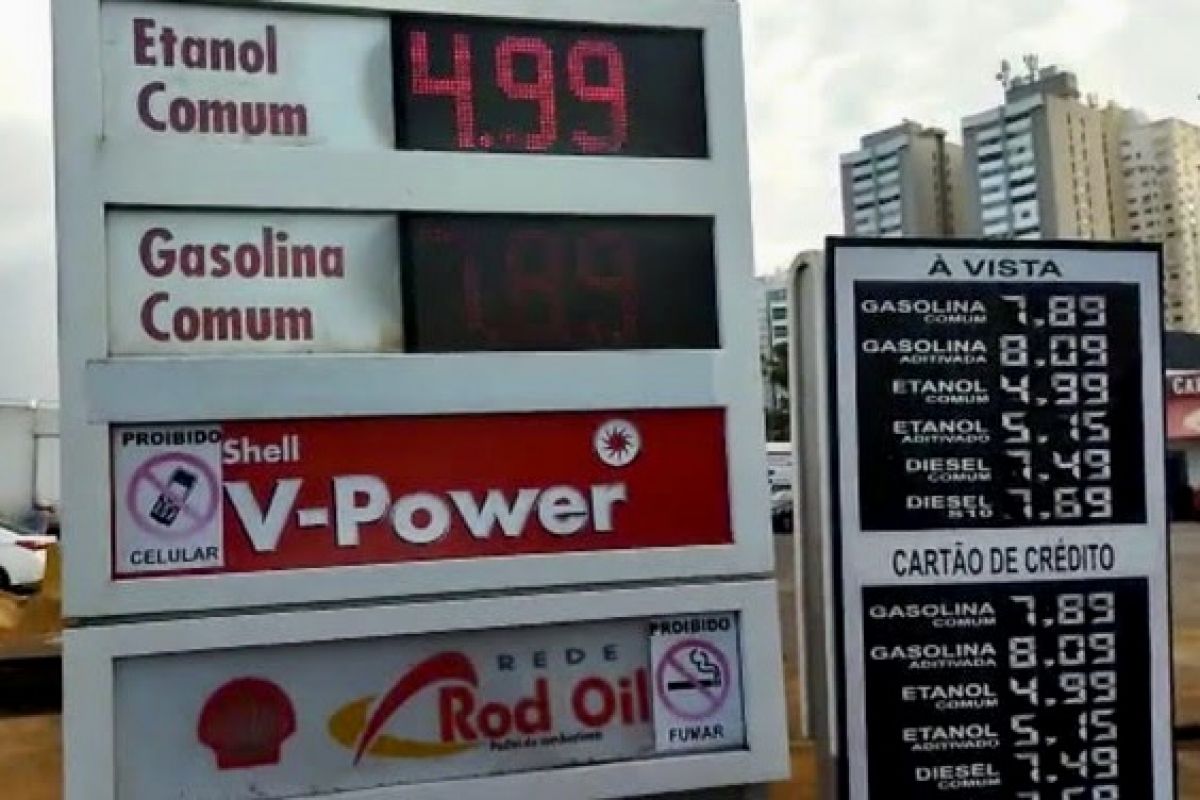 Etanol
Comum
4.99
Gasolina
Comum
7.89
PROIBIDO
CELULAR
Shell
V-Power
REDE
Rod Oil
PROIBIDO
FUMAR
À VISTA
GASOLINA COMUM 7,89
GASOLINA ADITIVADA 8,09
ETANOL COMUM 4,99
ETANOL ADITIVADO 5,15
DIESEL COMUM 7,49
DIESEL S10 7,69
CARTÃO DE CRÉDITO
GASOLINA COMUM 7,89
GASOLINA ADITIVADA 8,09
ETANOL COMUM 4,99
ETANOL ADITIVADO 5,15
DIESEL COMUM 7,49